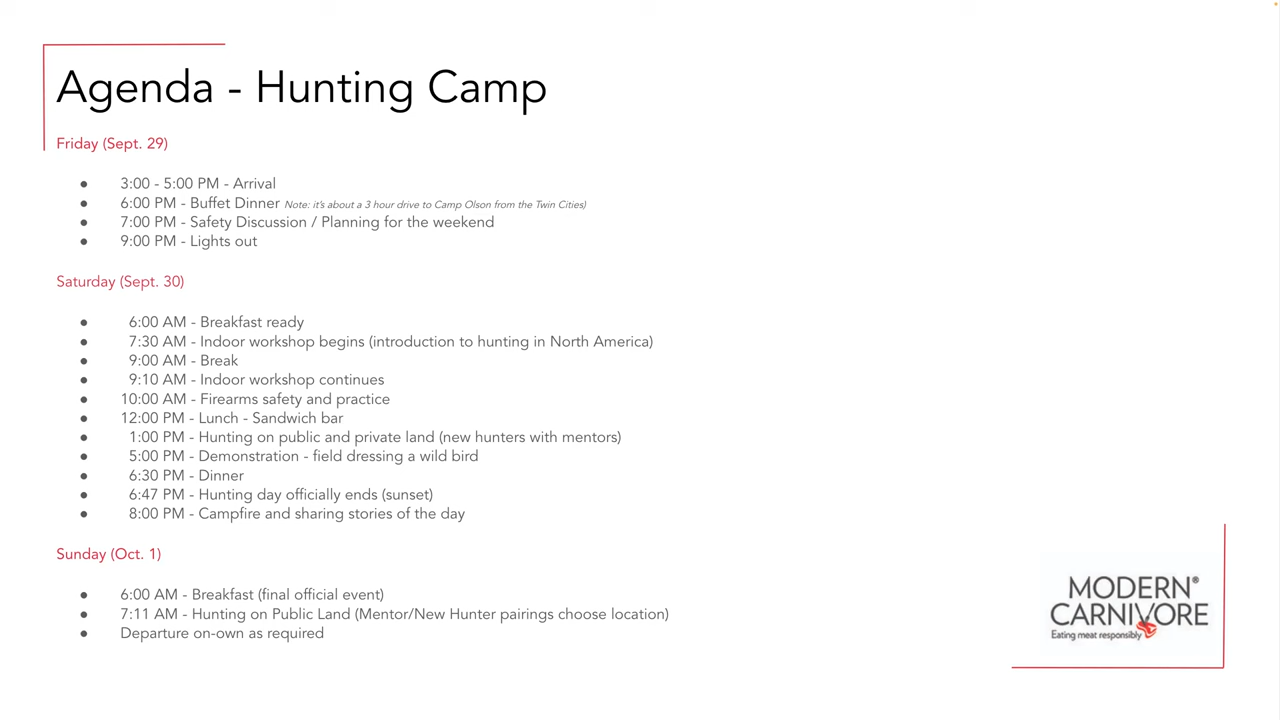 Agenda - Hunting Camp
Friday (Sept. 29)
● 3:00 - 5:00 PM - Arrival
● 6:00 PM - Buffet Dinner Note: it’s about a 3 hour drive to Camp Olson from the Twin Cities)
● 7:00 PM - Safety Discussion / Planning for the weekend
● 9:00 PM - Lights out
Saturday (Sept. 30)
● 6:00 AM - Breakfast ready
● 7:30 AM - Indoor workshop begins (introduction to hunting in North America)
● 9:00 AM - Break
● 9:10 AM - Indoor workshop continues
● 10:00 AM - Firearms safety and practice
● 12:00 PM - Lunch - Sandwich bar
● 1:00 PM - Hunting on public and private land (new hunters with mentors)
● 5:00 PM - Demonstration - field dressing a wild bird
● 6:30 PM - Dinner
● 6:47 PM - Hunting day officially ends (sunset)
● 8:00 PM - Campfire and sharing stories of the day
Sunday (Oct. 1)
● 6:00 AM - Breakfast (final official event)
● 7:11 AM - Hunting on Public Land (Mentor/New Hunter pairings choose location)
● Departure on-own as required
MODERN®
CARNIVORE
Eating meat responsibly